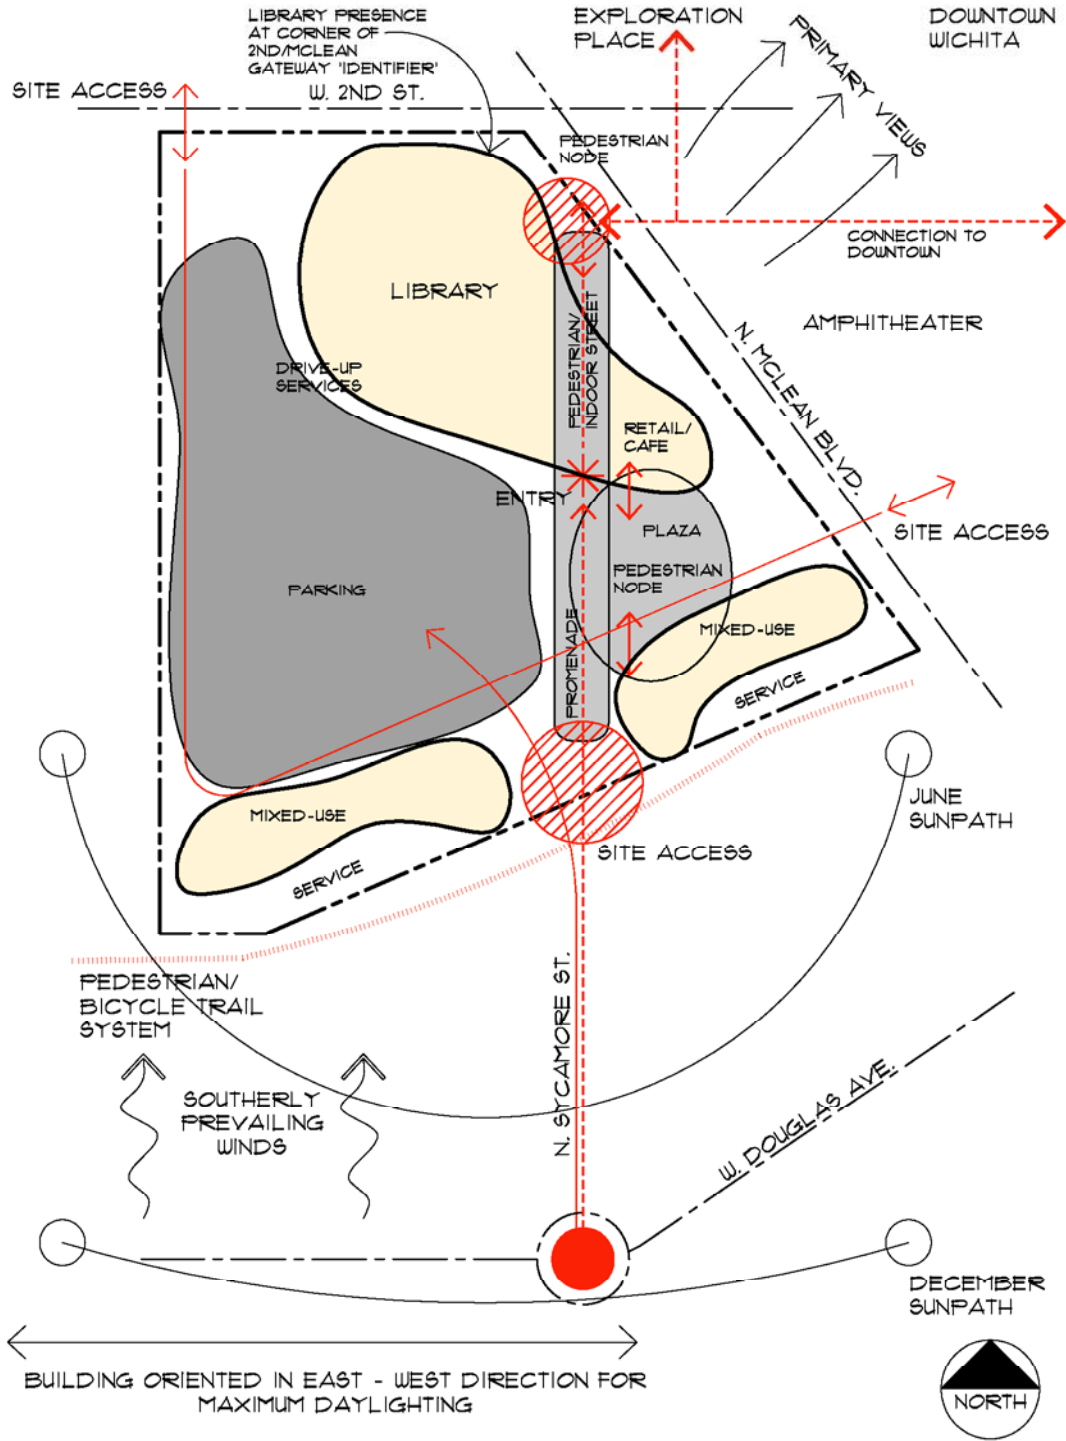 LIBRARY PRESENCE
AT CORNER OF
2ND/MCLEAN
GATEWAY 'IDENTIFIER'
EXPLORATION
PLACE
DOWNTOWN
WICHITA
PRIMARY VIEWS
SITE ACCESS
W. 2ND ST.
PEDESTRIAN
NODE
CONNECTION TO
DOWNTOWN
LIBRARY
AMPHITHEATER
N. MCLEAN BLVD.
DRIVE-UP
SERVICES
PEDESTRIAN/
INDOOR STREET
RETAIL/
CAFE
ENTRY
PLAZA
SITE ACCESS
PARKING
PEDESTRIAN
NODE
PROMENADE
MIXED-USE
SERVICE
MIXED-USE
SERVICE
JUNE
SUNPATH
SITE ACCESS
PEDESTRIAN/
BICYCLE TRAIL
SYSTEM
N. SYCAMORE ST.
SOUTHERLY
PREVAILING
WINDS
W. DOUGLAS AVE.
DECEMBER
SUNPATH
BUILDING ORIENTED IN EAST - WEST DIRECTION FOR
MAXIMUM DAYLIGHTING
NORTH